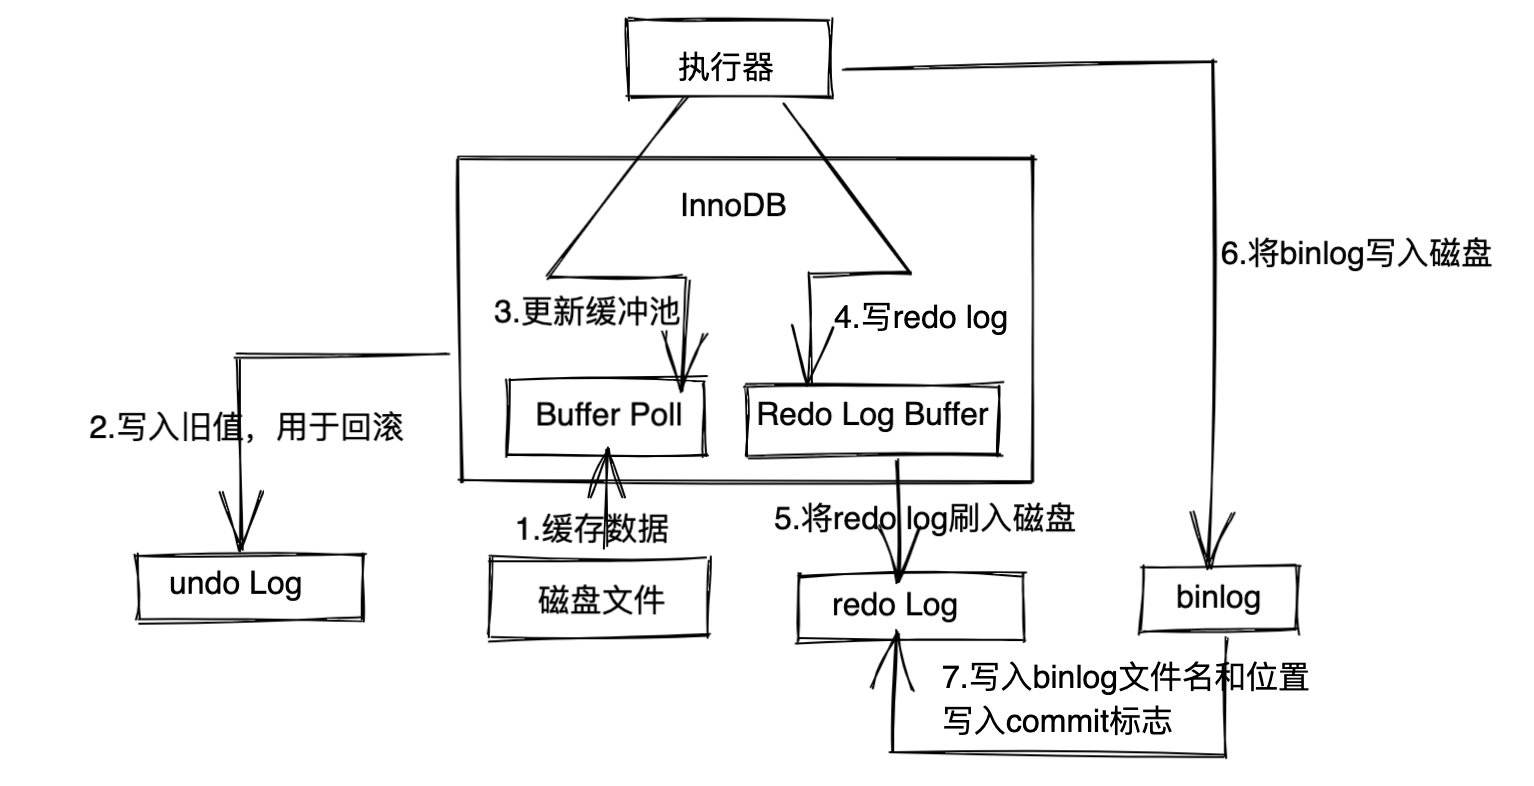 执行器
InnoDB
6.将binlog写入磁盘
3.更新缓冲池
4.写redo log
Buffer Poll
Redo Log Buffer
2.写入旧值，用于回滚
1.缓存数据
5.将redo log刷入磁盘
undo Log
磁盘文件
redo Log
binlog
7.写入binlog文件名和位置
写入commit标志